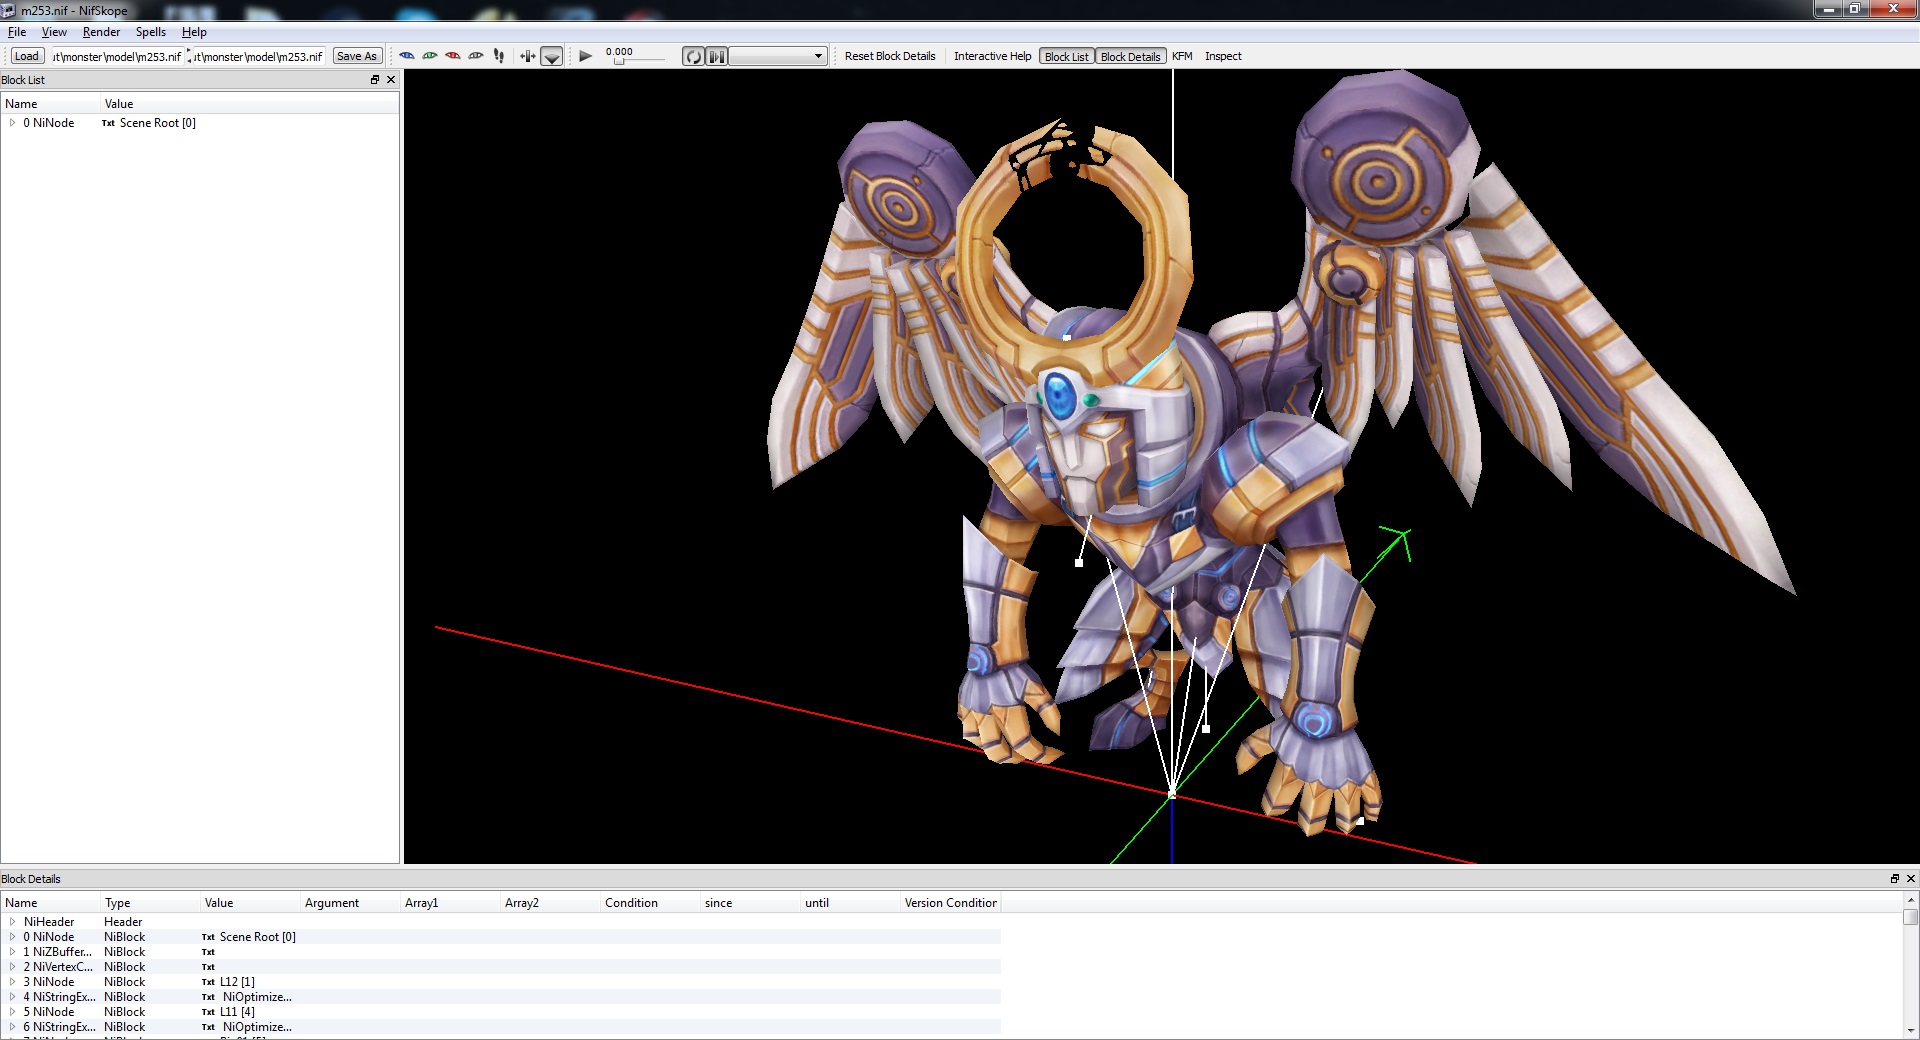 m253.nif - NifSkope
File View Render Spells Help
Load ut\monster\model\m253.nif ut\monster\model\m253.nif Save As 0.000 Reset Block Details Interactive Help Block List Block Details KFM Inspect
Block List
Name Value
0 NiNode Txt Scene Root [0]
Block Details
Name Type Value Argument Array1 Array2 Condition since until Version Condition
NiHeader Header
0 NiNode NiBlock Txt Scene Root [0]
1 NiZBuffer... NiBlock Txt
2 NiVertexC... NiBlock Txt
3 NiNode NiBlock Txt L12 [1]
4 NiStringEx... NiBlock Txt NiOptimize...
5 NiNode NiBlock Txt L11 [4]
6 NiStringEx... NiBlock Txt NiOptimize...